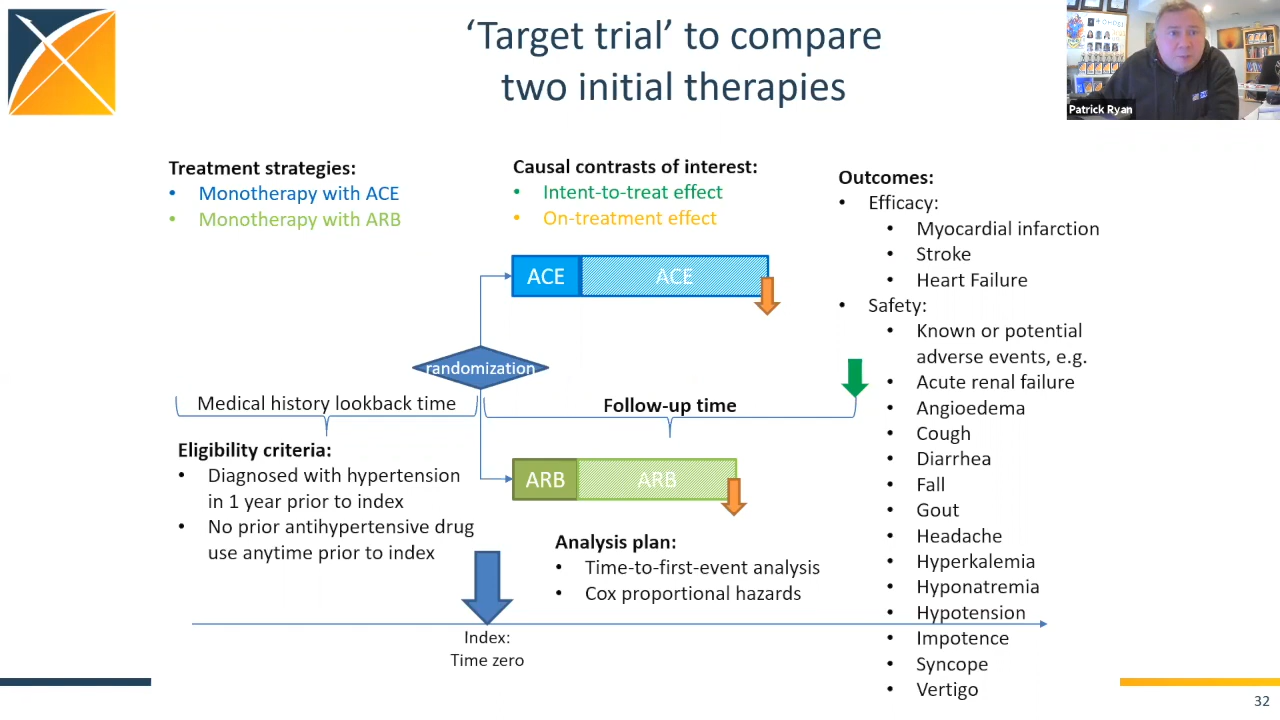 ‘Target trial’ to compare
two initial therapies
Patrick Ryan
Treatment strategies:
• Monotherapy with ACE
• Monotherapy with ARB
Causal contrasts of interest:
• Intent-to-treat effect
• On-treatment effect
ACE
ACE
randomization
Medical history lookback time
Follow-up time
Eligibility criteria:
• Diagnosed with hypertension
in 1 year prior to index
• No prior antihypertensive drug
use anytime prior to index
ARB
ARB
Analysis plan:
• Time-to-first-event analysis
• Cox proportional hazards
Index:
Time zero
Outcomes:
• Efficacy:
• Myocardial infarction
• Stroke
• Heart Failure
• Safety:
• Known or potential
adverse events, e.g.
• Acute renal failure
• Angioedema
• Cough
• Diarrhea
• Fall
• Gout
• Headache
• Hyperkalemia
• Hyponatremia
• Hypotension
• Impotence
• Syncope
• Vertigo
32